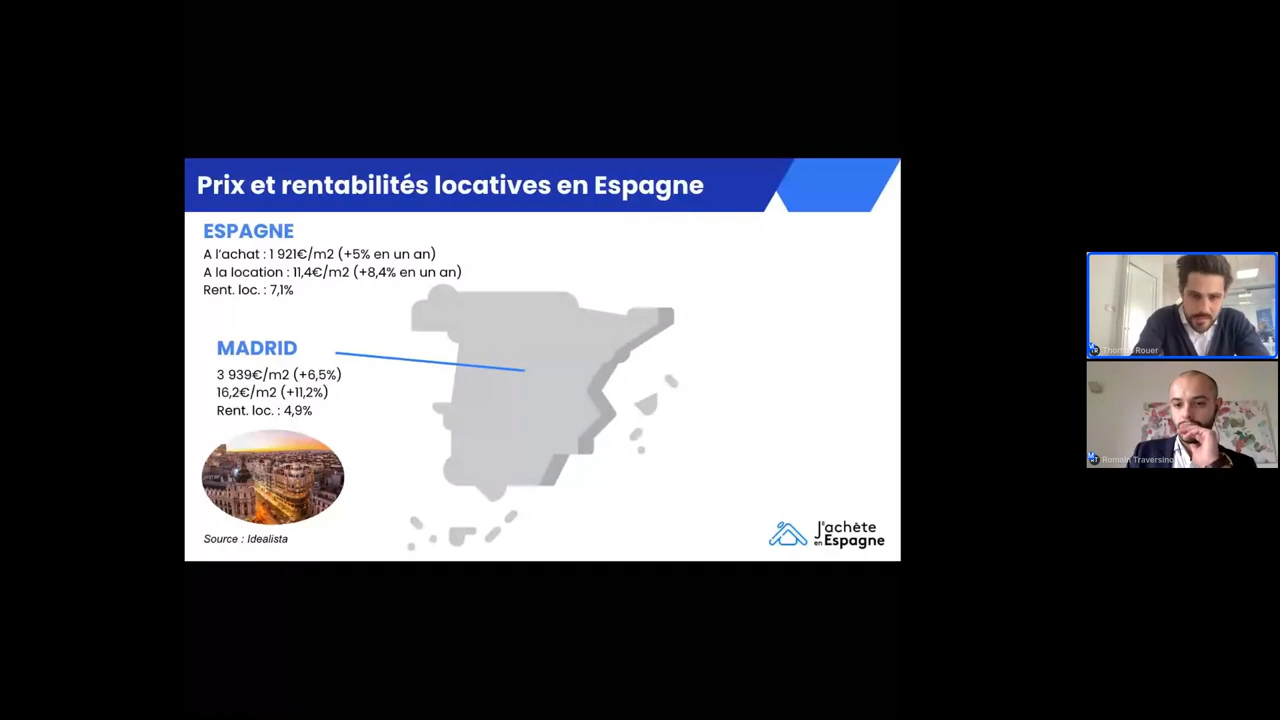 Prix et rentabilités locatives en Espagne
ESPAGNE
A l'achat : 1 921€/m2 (+5% en un an)
A la location : 11,4€/m2 (+8,4% en un an)
Rent. loc. : 7,1%
MADRID
3 939€/m2 (+6,5%)
16,2€/m2 (+11,2%)
Rent. loc. : 4,9%
Source : Idealista
J'achète
en Espagne
Thomas Rouer
Romain Traversino